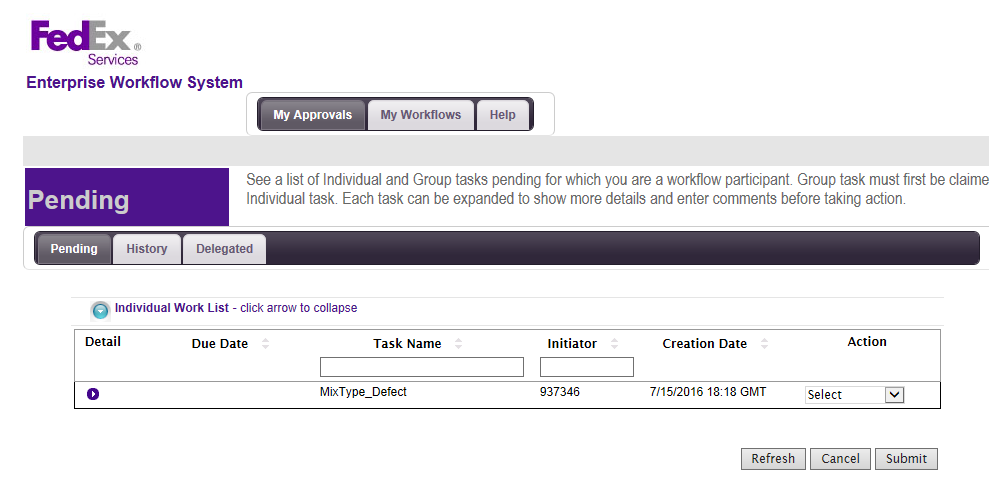 FedEx®
Services
Enterprise Workflow System
My Approvals My Workflows Help
Pending
See a list of Individual and Group tasks pending for which you are a workflow participant. Group task must first be claime
Individual task. Each task can be expanded to show more details and enter comments before taking action.
Pending History Delegated
Individual Work List - click arrow to collapse
Detail Due Date Task Name Initiator Creation Date Action
MixType_Defect 937346 7/15/2016 18:18 GMT Select
Refresh Cancel Submit